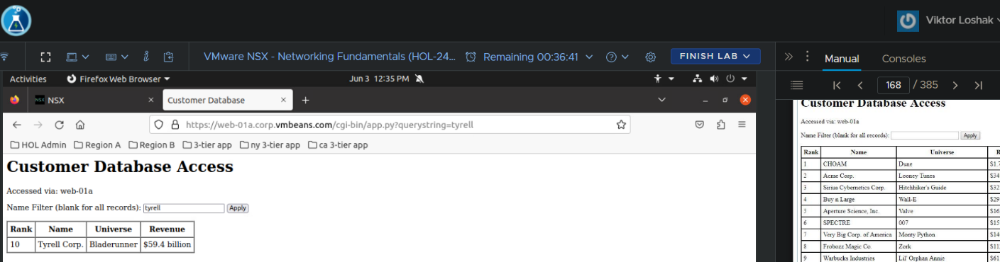 Viktor Loshak
VMware NSX - Networking Fundamentals (HOL-24... Remaining 00:36:41 FINISH LAB
Manual Consoles
Activities Firefox Web Browser Jun 3 12:35 PM
168 / 385
NSX Customer Database
https://web-01a.corp.vmbeans.com/cgi-bin/app.py?querystring=tyrell
HOL Admin Region A Region B 3-tier app ny 3-tier app ca 3-tier app
Customer Database Access
Accessed via: web-01a
Name Filter (blank for all records): tyrell Apply
Rank Name Universe Revenue
10 Tyrell Corp. Bladerunner $59.4 billion
Customer Database Access
Accessed via: web-01a
Name Filter (blank for all records): Apply
Rank Name Universe R
1 CHOAM Dune $1.7
2 Acme Corp. Looney Tunes $34
3 Sirius Cybernetics Corp. Hitchhiker's Guide $32
4 Buy n Large Wall-E $29
5 Aperture Science, Inc. Valve $16
6 SPECTRE 007 $15
7 Very Big Corp. of America Monty Python $14
8 Frobozz Magic Co. Zork $11
9 Warbucks Industries Lil' Orphan Annie $61